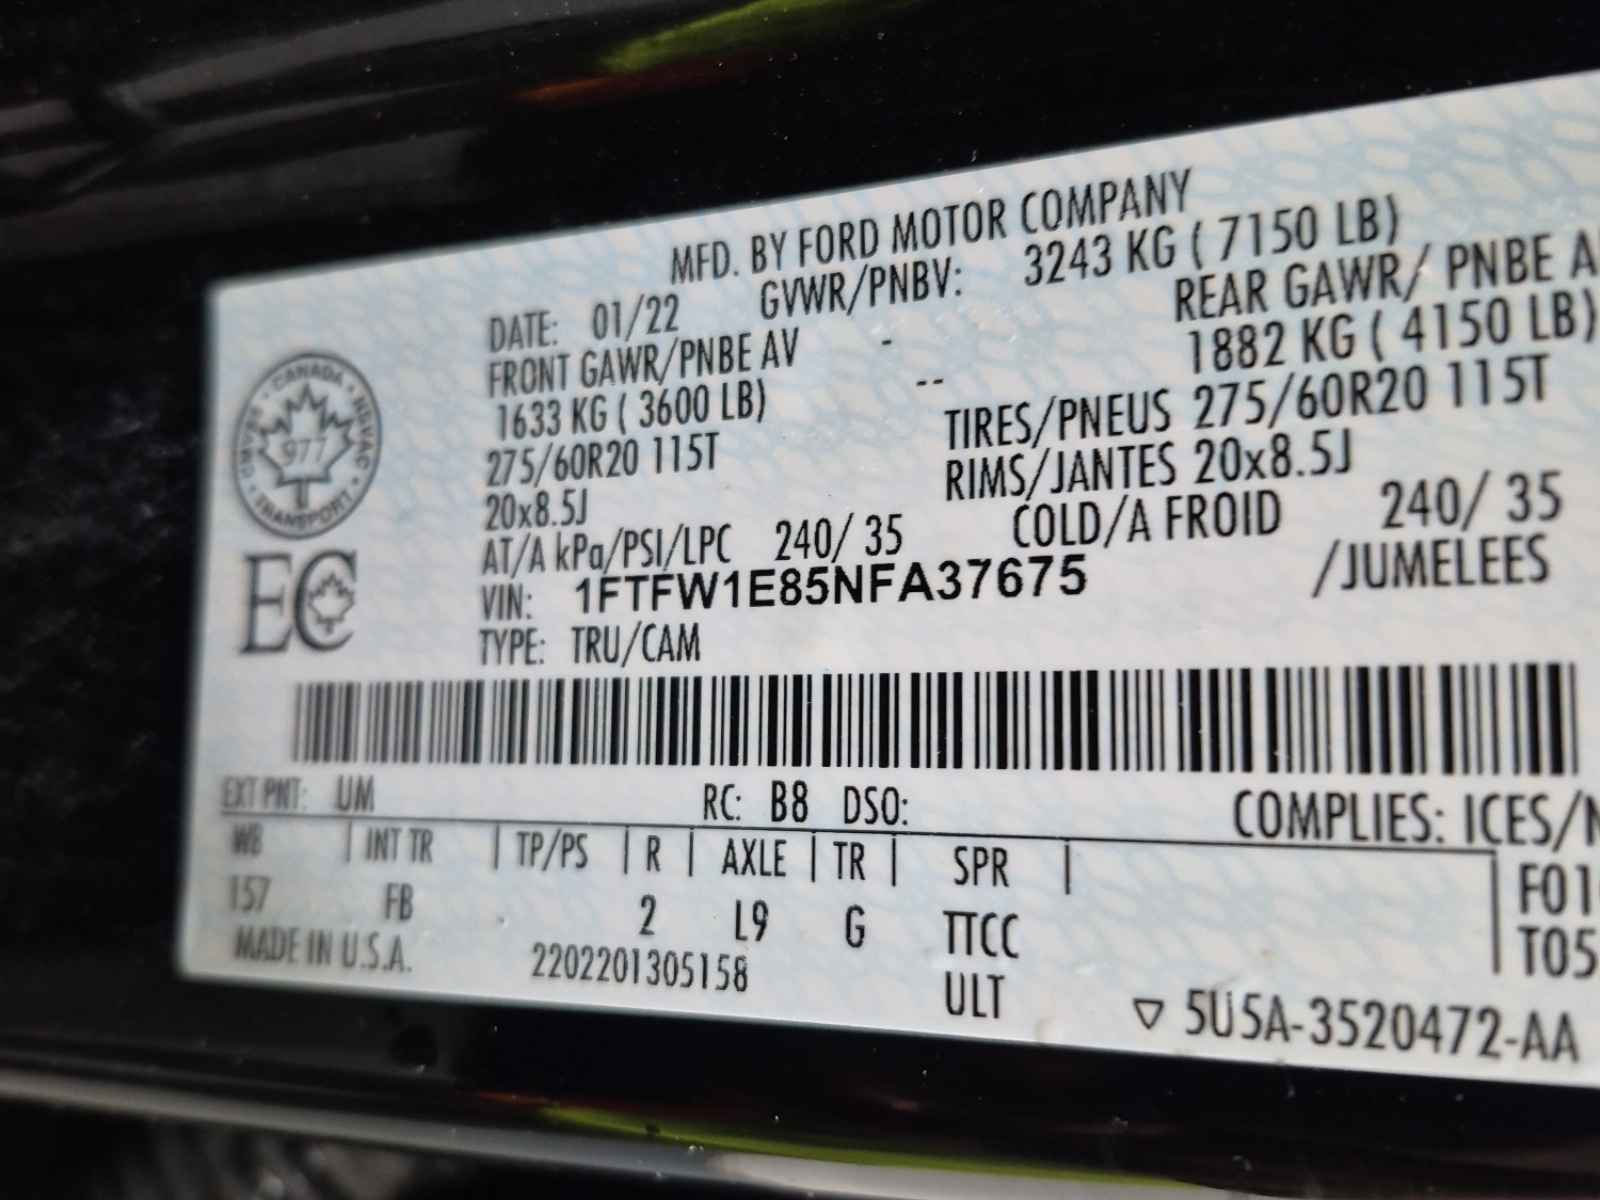 MFD. BY FORD MOTOR COMPANY
DATE: 01/22 GVWR/PNBV: 3243 KG ( 7150 LB)
FRONT GAWR/PNBE AV - REAR GAWR/ PNBE A
1633 KG ( 3600 LB) -- 1882 KG ( 4150 LB)
275/60R20 115T TIRES/PNEUS 275/60R20 115T
20x8.5J RIMS/JANTES 20x8.5J
AT/A kPa/PSI/LPC 240/ 35 COLD/A FROID 240/ 35
VIN: 1FTFW1E85NFA37675 /JUMELEES
TYPE: TRU/CAM
CANADA
NSVAC
TRANSPORT
977
EC
EXT PNT: UM RC: B8 DSO: COMPLIES: ICES/N
WB | INT TR | TP/PS | R | AXLE | TR | SPR |
157 FB 2 L9 G TTCC
MADE IN U.S.A. 2202201305158 ULT
F01
T05
▽ 5U5A-3520472-AA